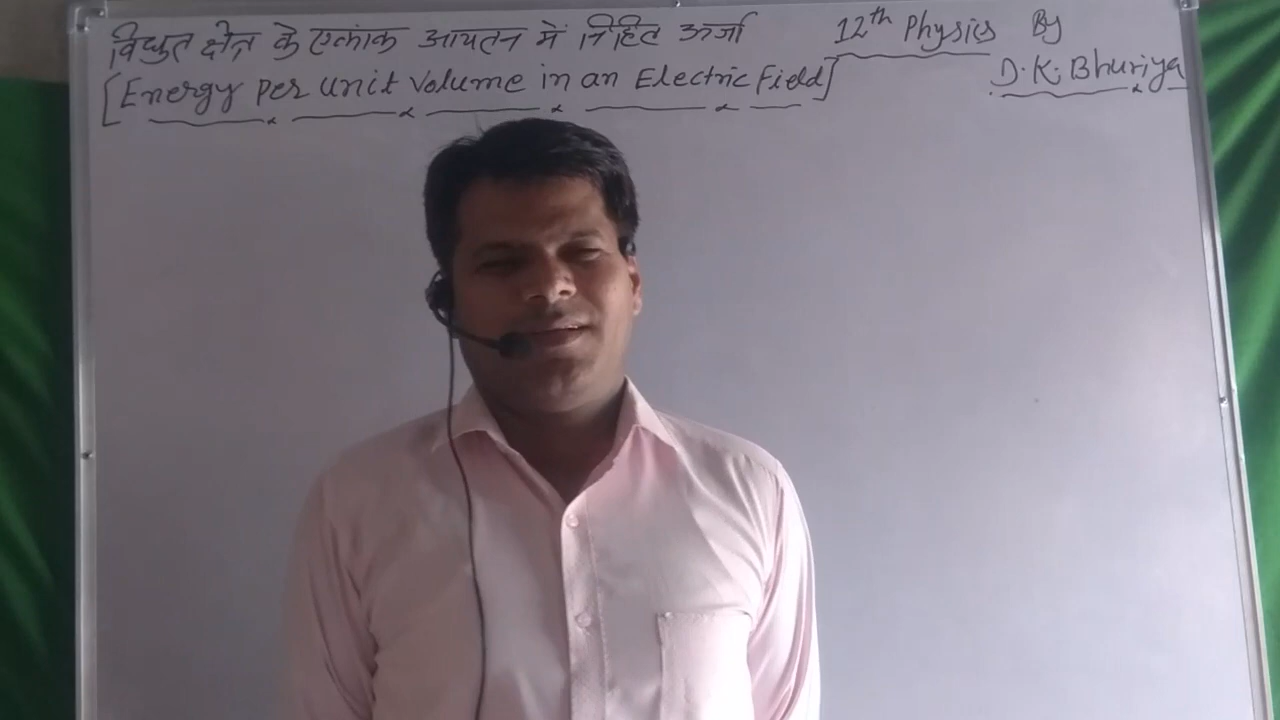 विद्युत क्षेत्र के एकांक आयतन में निहित ऊर्जा 12th Physics By
[Energy Per unit Volume in an Electric Field] D.K. Bhuriya